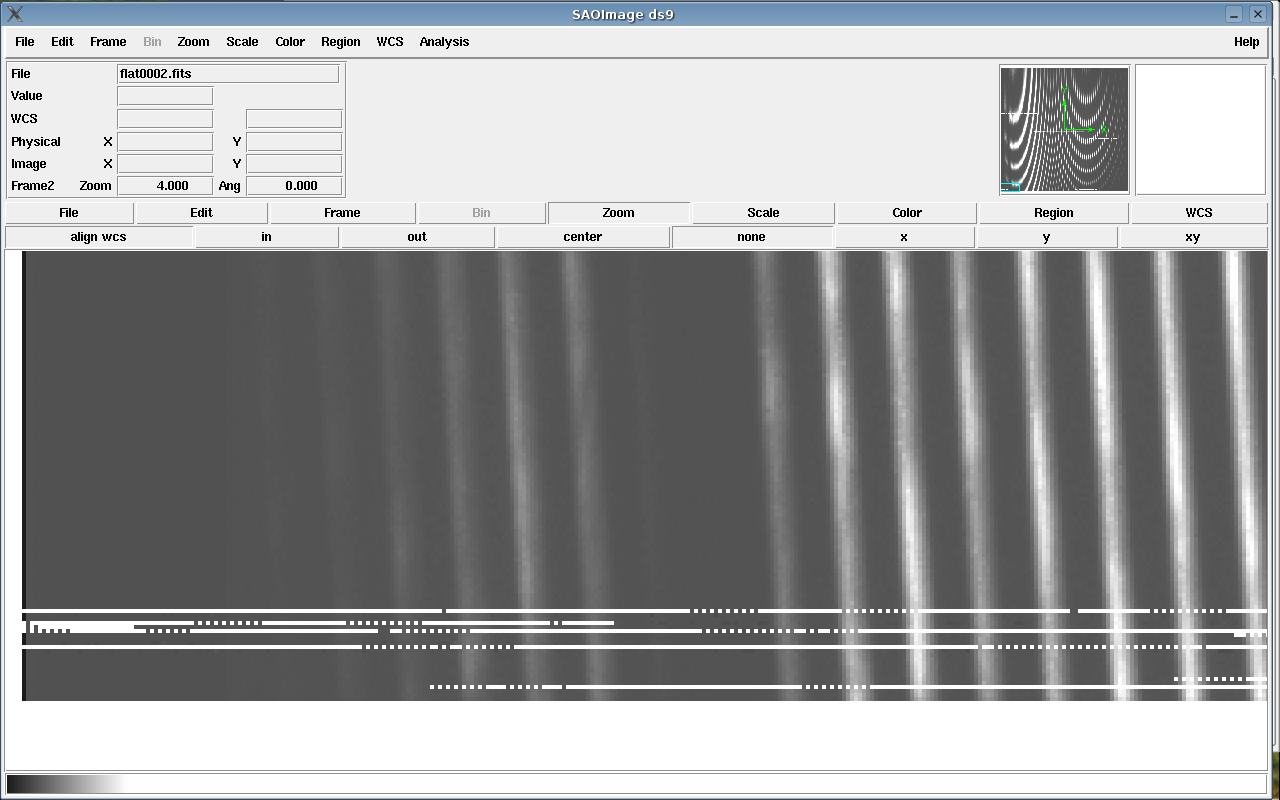 SAOImage ds9
File Edit Frame Bin Zoom Scale Color Region WCS Analysis Help
File flat0002.fits
Value
WCS
Physical X Y
Image X Y
Frame2 Zoom 4.000 Ang 0.000
File Edit Frame Bin Zoom Scale Color Region WCS
align wcs in out center none x y xy